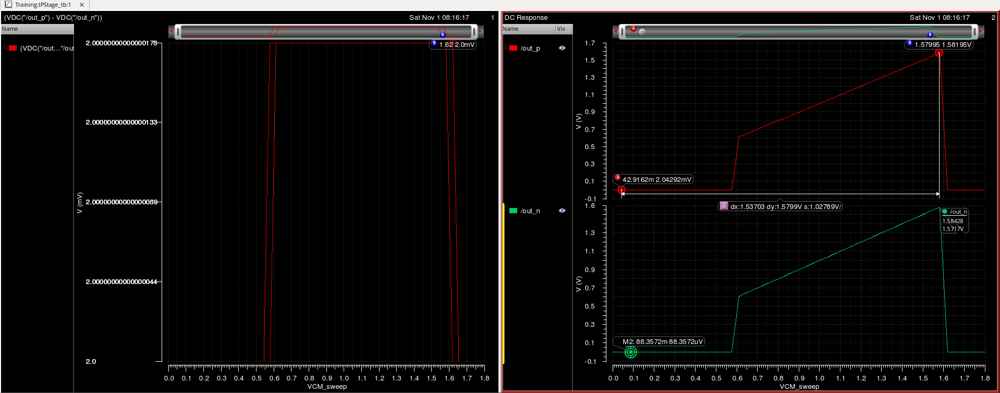 Training:IPStage_tb:1
(VDC("/out_p") - VDC("/out_n"))
Sat Nov 1 08:16:17
1
Name
(VDC("/out..."/out
B
B 1.62 2.0mV
2.0000000000000178
2.0000000000000133
2.0000000000000089
2.0000000000000044
2.0
V (mV)
0.0 0.1 0.2 0.3 0.4 0.5 0.6 0.7 0.8 0.9 1.0 1.1 1.2 1.3 1.4 1.5 1.6 1.7 1.8
VCM_sweep
DC Response
Sat Nov 1 08:16:17
2
Name Vis
/out_p
A m B
B 1.57995 1.58195V
1.7
1.5
1.3
1.1
0.9
0.7
0.5
0.3
0.1
-0.1
V (V)
A 42.9162m 2.04292mV
Δ dx:1.53703 dy:1.5799V s:1.02789V/
/out_n
1.6
1.3
1.1
0.9
0.7
0.5
0.3
0.1
-0.1
V (V)
/out_n
1.58428
1.5717V
M2: 88.3572m 88.3572uV
0.0 0.1 0.2 0.3 0.4 0.5 0.6 0.7 0.8 0.9 1.0 1.1 1.2 1.3 1.4 1.5 1.6 1.7 1.8
VCM_sweep